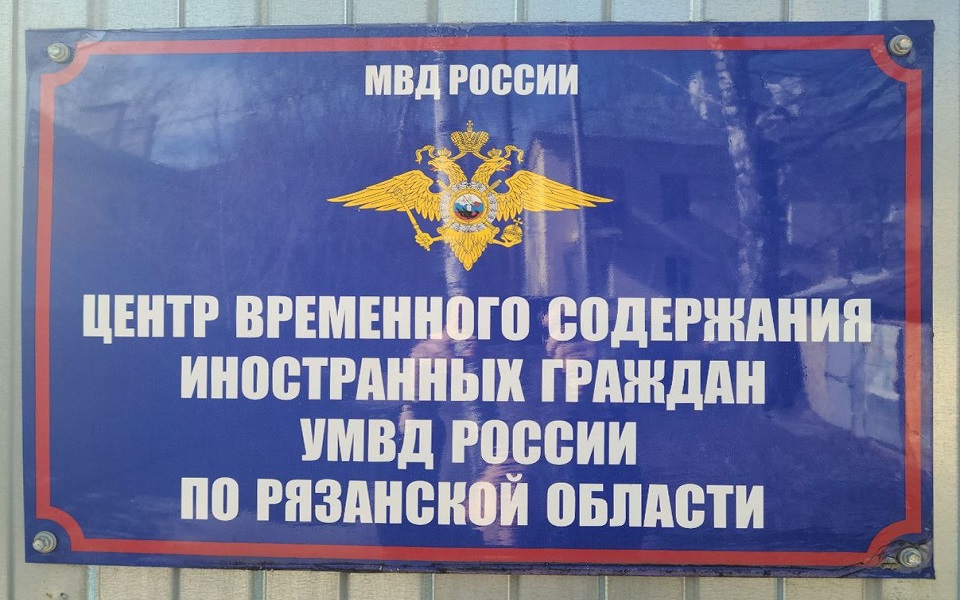 МВД РОССИИ
ЦЕНТР ВРЕМЕННОГО СОДЕРЖАНИЯ
ИНОСТРАННЫХ ГРАЖДАН
УМВД РОССИИ
ПО РЯЗАНСКОЙ ОБЛАСТИ